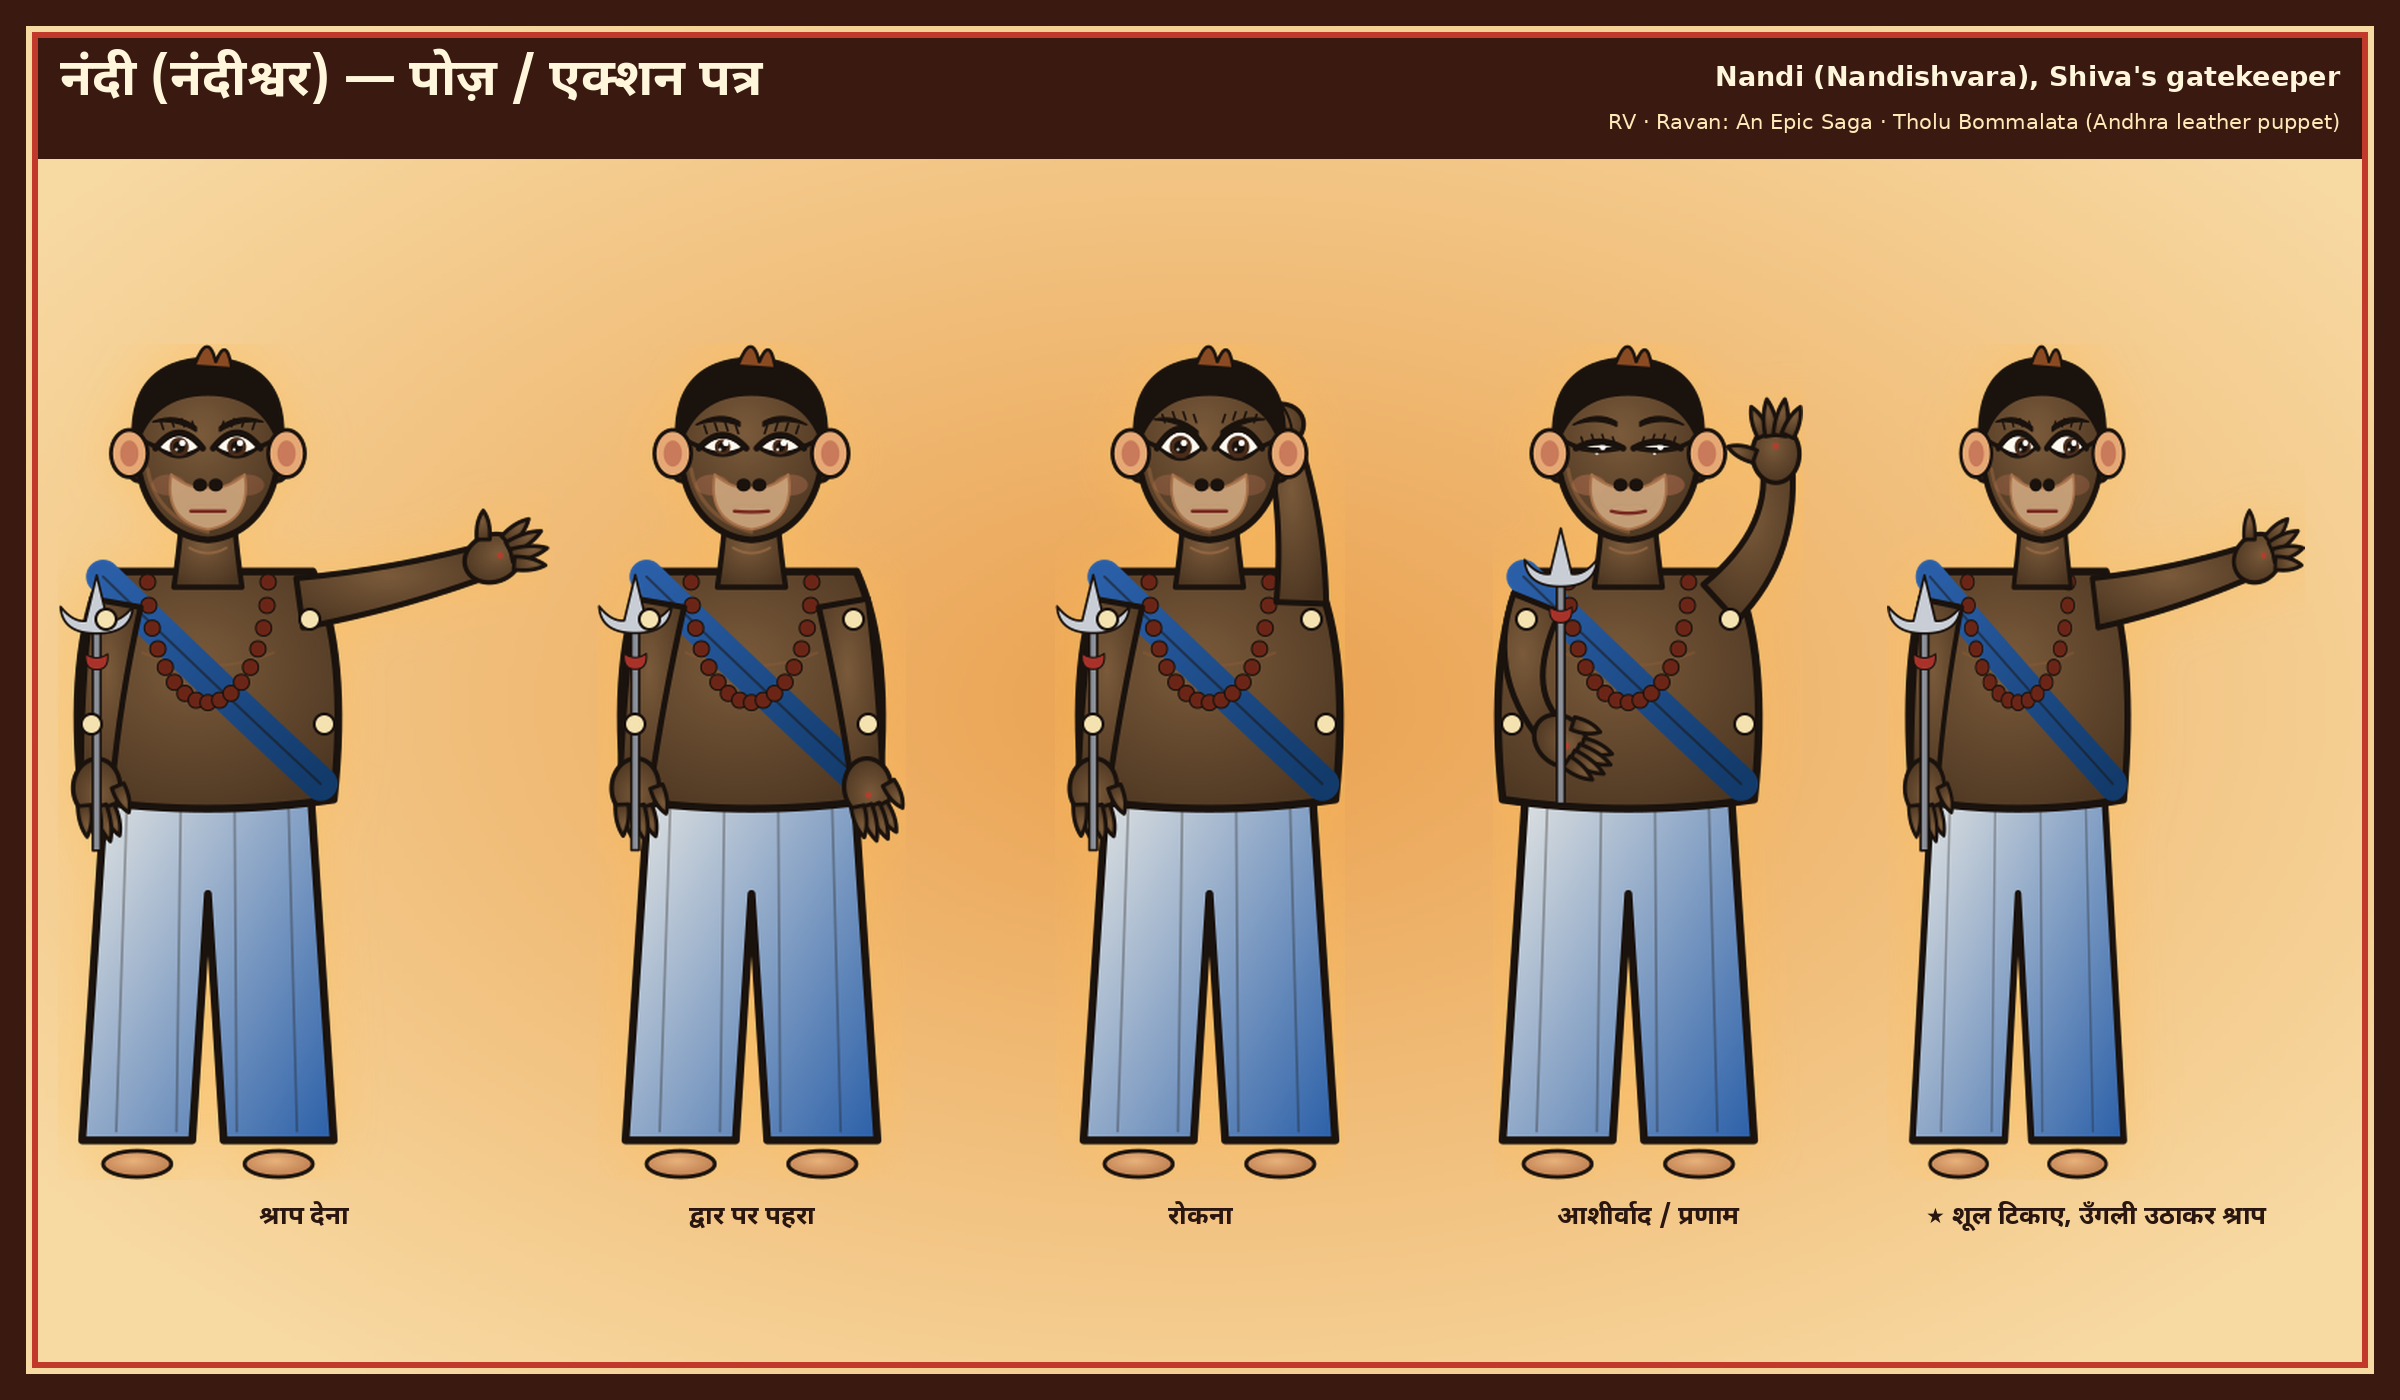 नंदी (नंदीश्वर) — पोज़ / एक्शन पत्र
Nandi (Nandishvara), Shiva's gatekeeper
RV · Ravan: An Epic Saga · Tholu Bommalata (Andhra leather puppet)
श्राप देना
द्वार पर पहरा
रोकना
आशीर्वाद / प्रणाम
★ शूल टिकाए, उँगली उठाकर श्राप